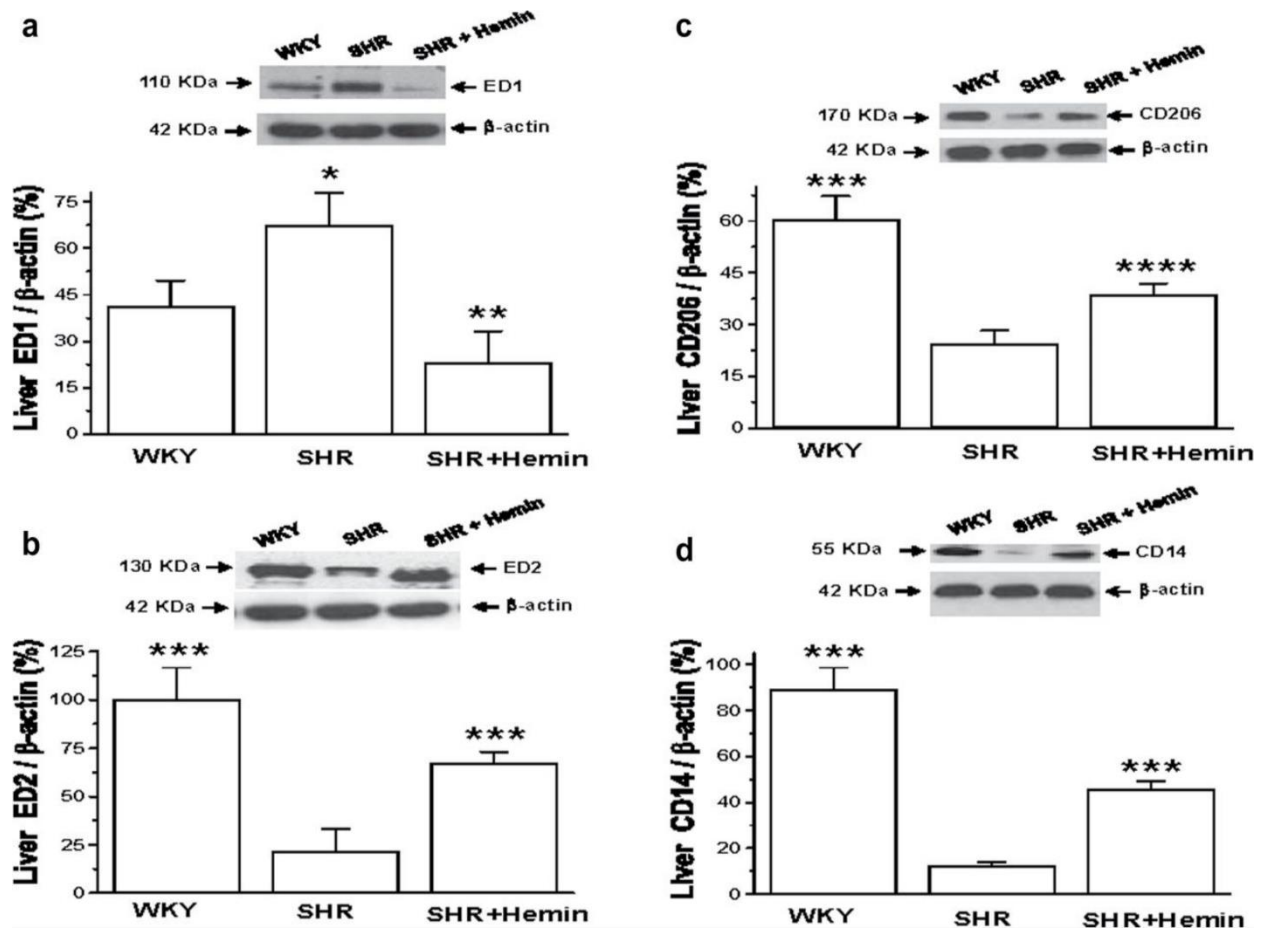 a
WKY SHR SHR + Hemin
110 KDa ED1
42 KDa β-actin
Liver ED1 / β-actin (%)
75
60
45
30
15
0
*
**
WKY SHR SHR+Hemin
b
WKY SHR SHR + Hemin
130 KDa ED2
42 KDa β-actin
Liver ED2 / β-actin (%)
125
100
75
50
25
0
***
***
WKY SHR SHR+Hemin
c
WKY SHR SHR + Hemin
170 KDa CD206
42 KDa β-actin
Liver CD206 / β-actin (%)
60
45
30
15
0
***
****
WKY SHR SHR+Hemin
d
WKY SHR SHR + Hemin
55 KDa CD14
42 KDa β-actin
Liver CD14 / β-actin (%)
100
80
60
40
20
0
***
***
WKY SHR SHR+Hemin